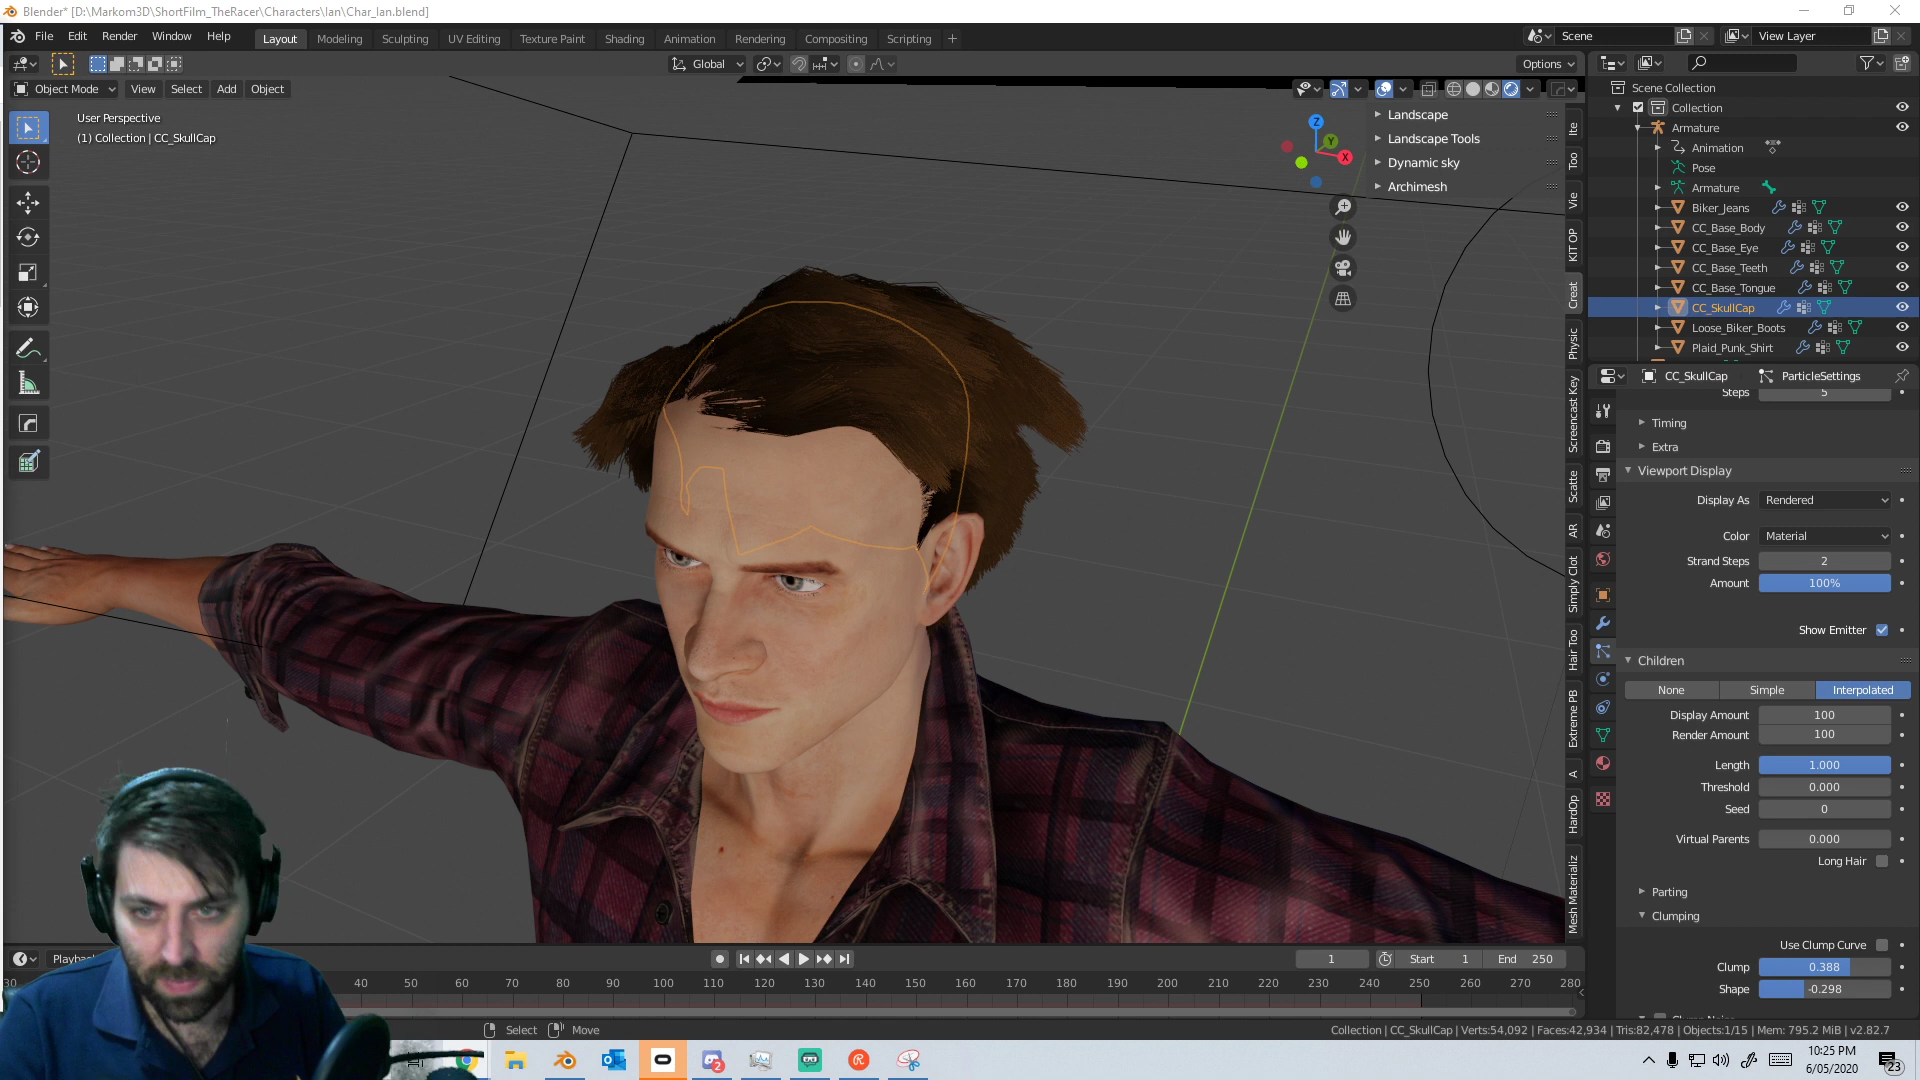 Blender* [D:\Markom3D\ShortFilm_TheRacer\Characters\Ian\Char_Ian.blend]
File Edit Render Window Help
Layout Modeling Sculpting UV Editing Texture Paint Shading Animation Rendering Compositing Scripting +
Scene
View Layer
Global
Options
Object Mode View Select Add Object
User Perspective
(1) Collection | CC_SkullCap
Z
Y
X
Landscape
Landscape Tools
Dynamic sky
Archimesh
Ite
Too
Vie
KIT OP
Creat
Physic
Screencast Key
Scatte
AR
Simply Clot
Hair Too
Extreme PB
A
HardOp
Mesh Materializ
Scene Collection
Collection
Armature
Animation
Pose
Armature
Biker_Jeans
CC_Base_Body
CC_Base_Eye
CC_Base_Teeth
CC_Base_Tongue
CC_SkullCap
Loose_Biker_Boots
Plaid_Punk_Shirt
CC_SkullCap ParticleSettings
Steps 5
Timing
Extra
Viewport Display
Display As Rendered
Color Material
Strand Steps 2
Amount 100%
Show Emitter
Children
None Simple Interpolated
Display Amount 100
Render Amount 100
Length 1.000
Threshold 0.000
Seed 0
Virtual Parents 0.000
Long Hair
Parting
Clumping
Use Clump Curve
Clump 0.388
Shape -0.298
1 Start 1 End 250
30 40 50 60 70 80 90 100 110 120 130 140 150 160 170 180 190 200 210 220 230 240 250 260 270 280
Select Move
Collection | CC_SkullCap | Verts:54,092 | Faces:42,934 | Tris:82,478 | Objects:1/15 | Mem: 795.2 MiB | v2.82.7
2
10:25 PM
6/05/2020
23